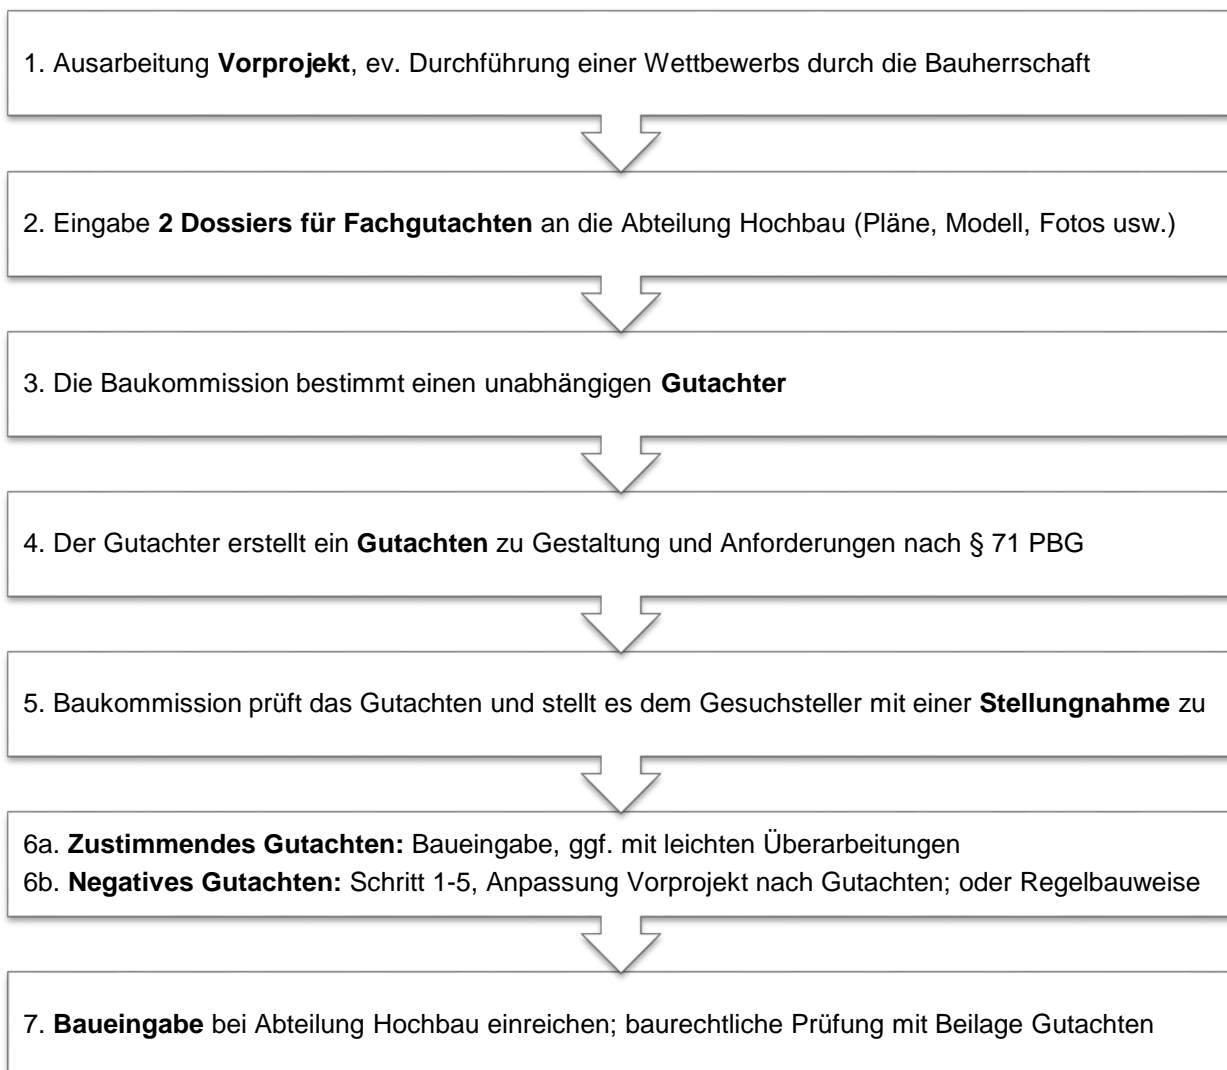 1. Ausarbeitung Vorprojekt, ev. Durchführung einer Wettbewerbs durch die Bauherrschaft
2. Eingabe 2 Dossiers für Fachgutachten an die Abteilung Hochbau (Pläne, Modell, Fotos usw.)
3. Die Baukommission bestimmt einen unabhängigen Gutachter
4. Der Gutachter erstellt ein Gutachten zu Gestaltung und Anforderungen nach § 71 PBG
5. Baukommission prüft das Gutachten und stellt es dem Gesuchsteller mit einer Stellungnahme zu
6a. Zustimmendes Gutachten: Baueingabe, ggf. mit leichten Überarbeitungen
6b. Negatives Gutachten: Schritt 1-5, Anpassung Vorprojekt nach Gutachten; oder Regelbauweise
7. Baueingabe bei Abteilung Hochbau einreichen; baurechtliche Prüfung mit Beilage Gutachten